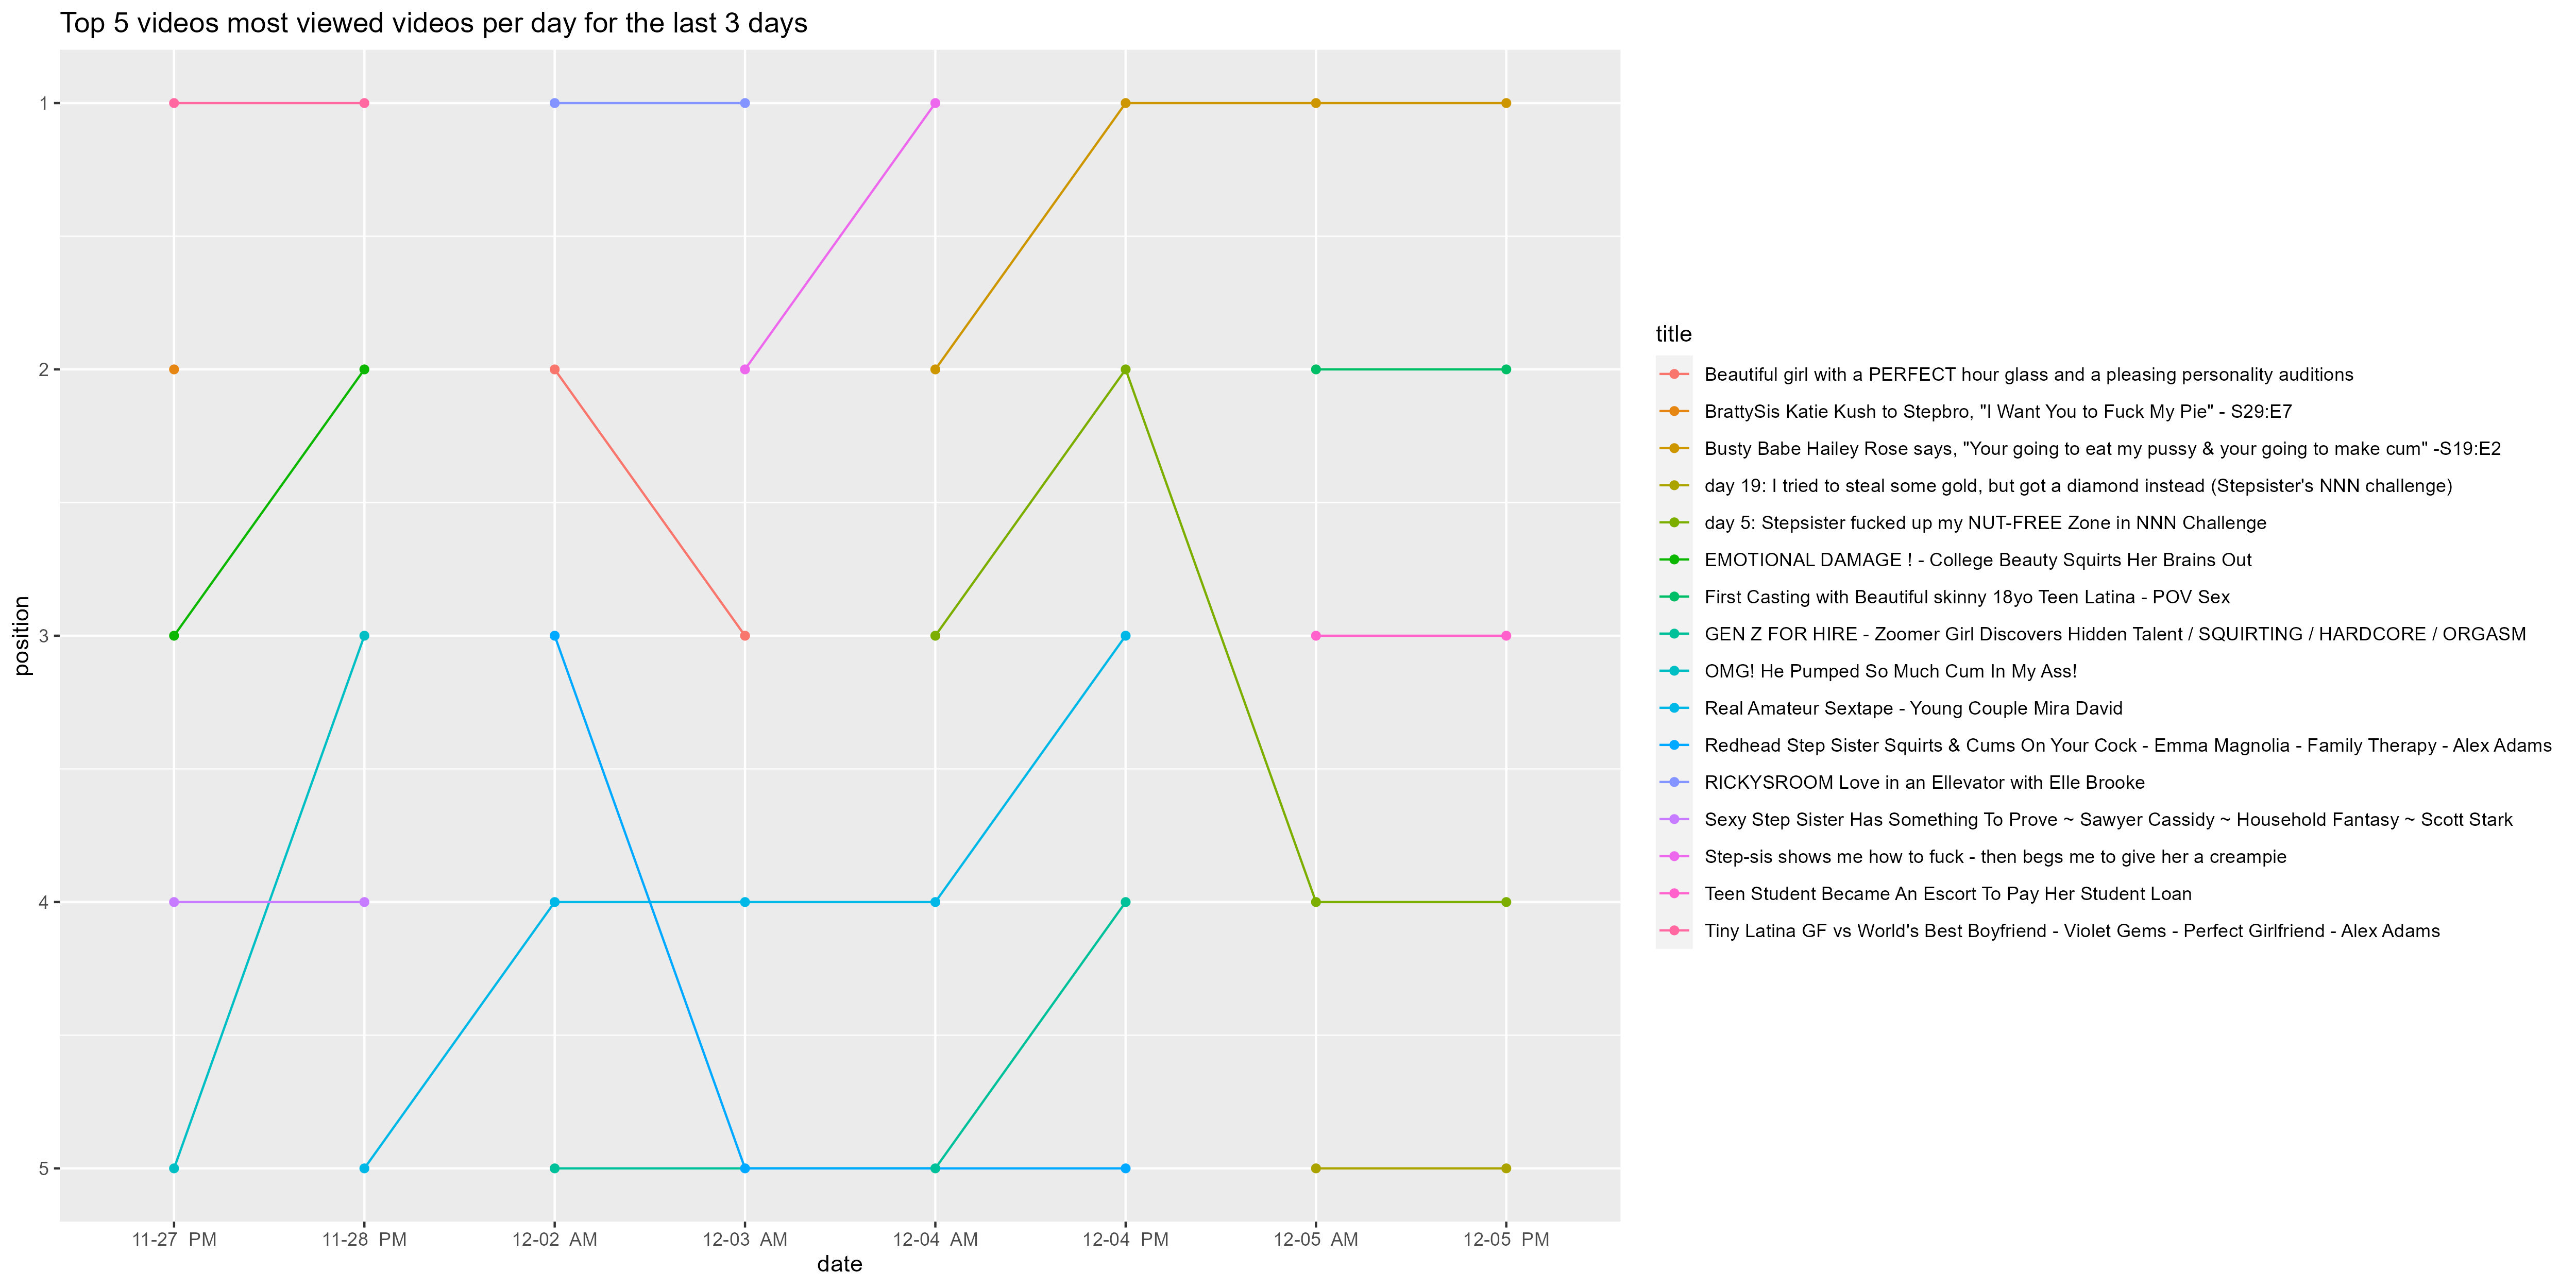 Top 5 videos most viewed videos per day for the last 3 days
position
1
2
3
4
5
11-27 PM
11-28 PM
12-02 AM
12-03 AM
12-04 AM
12-04 PM
12-05 AM
12-05 PM
date
title
Beautiful girl with a PERFECT hour glass and a pleasing personality auditions
BrattySis Katie Kush to Stepbro, "I Want You to Fuck My Pie" - S29:E7
Busty Babe Hailey Rose says, "Your going to eat my pussy & your going to make cum" -S19:E2
day 19: I tried to steal some gold, but got a diamond instead (Stepsister's NNN challenge)
day 5: Stepsister fucked up my NUT-FREE Zone in NNN Challenge
EMOTIONAL DAMAGE ! - College Beauty Squirts Her Brains Out
First Casting with Beautiful skinny 18yo Teen Latina - POV Sex
GEN Z FOR HIRE - Zoomer Girl Discovers Hidden Talent / SQUIRTING / HARDCORE / ORGASM
OMG! He Pumped So Much Cum In My Ass!
Real Amateur Sextape - Young Couple Mira David
Redhead Step Sister Squirts & Cums On Your Cock - Emma Magnolia - Family Therapy - Alex Adams
RICKYSROOM Love in an Ellevator with Elle Brooke
Sexy Step Sister Has Something To Prove ~ Sawyer Cassidy ~ Household Fantasy ~ Scott Stark
Step-sis shows me how to fuck - then begs me to give her a creampie
Teen Student Became An Escort To Pay Her Student Loan
Tiny Latina GF vs World's Best Boyfriend - Violet Gems - Perfect Girlfriend - Alex Adams